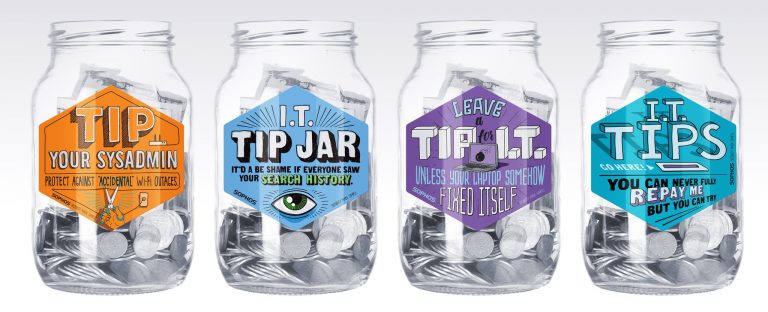 TIP
YOUR SYSADMIN
PROTECT AGAINST "ACCIDENTAL" WI-FI OUTAGES.
SOPHOS
I.T.
TIP JAR
IT'D A BE SHAME IF EVERYONE SAW
YOUR SEARCH HISTORY.
SOPHOS
LEAVE
a
TIP for I.T.
UNLESS YOUR LAPTOP SOMEHOW
FIXED ITSELF
SOPHOS
I.T.
TIPS
GO HERE!
YOU CAN NEVER FULLY
REPAY ME
BUT YOU CAN TRY
SOPHOS